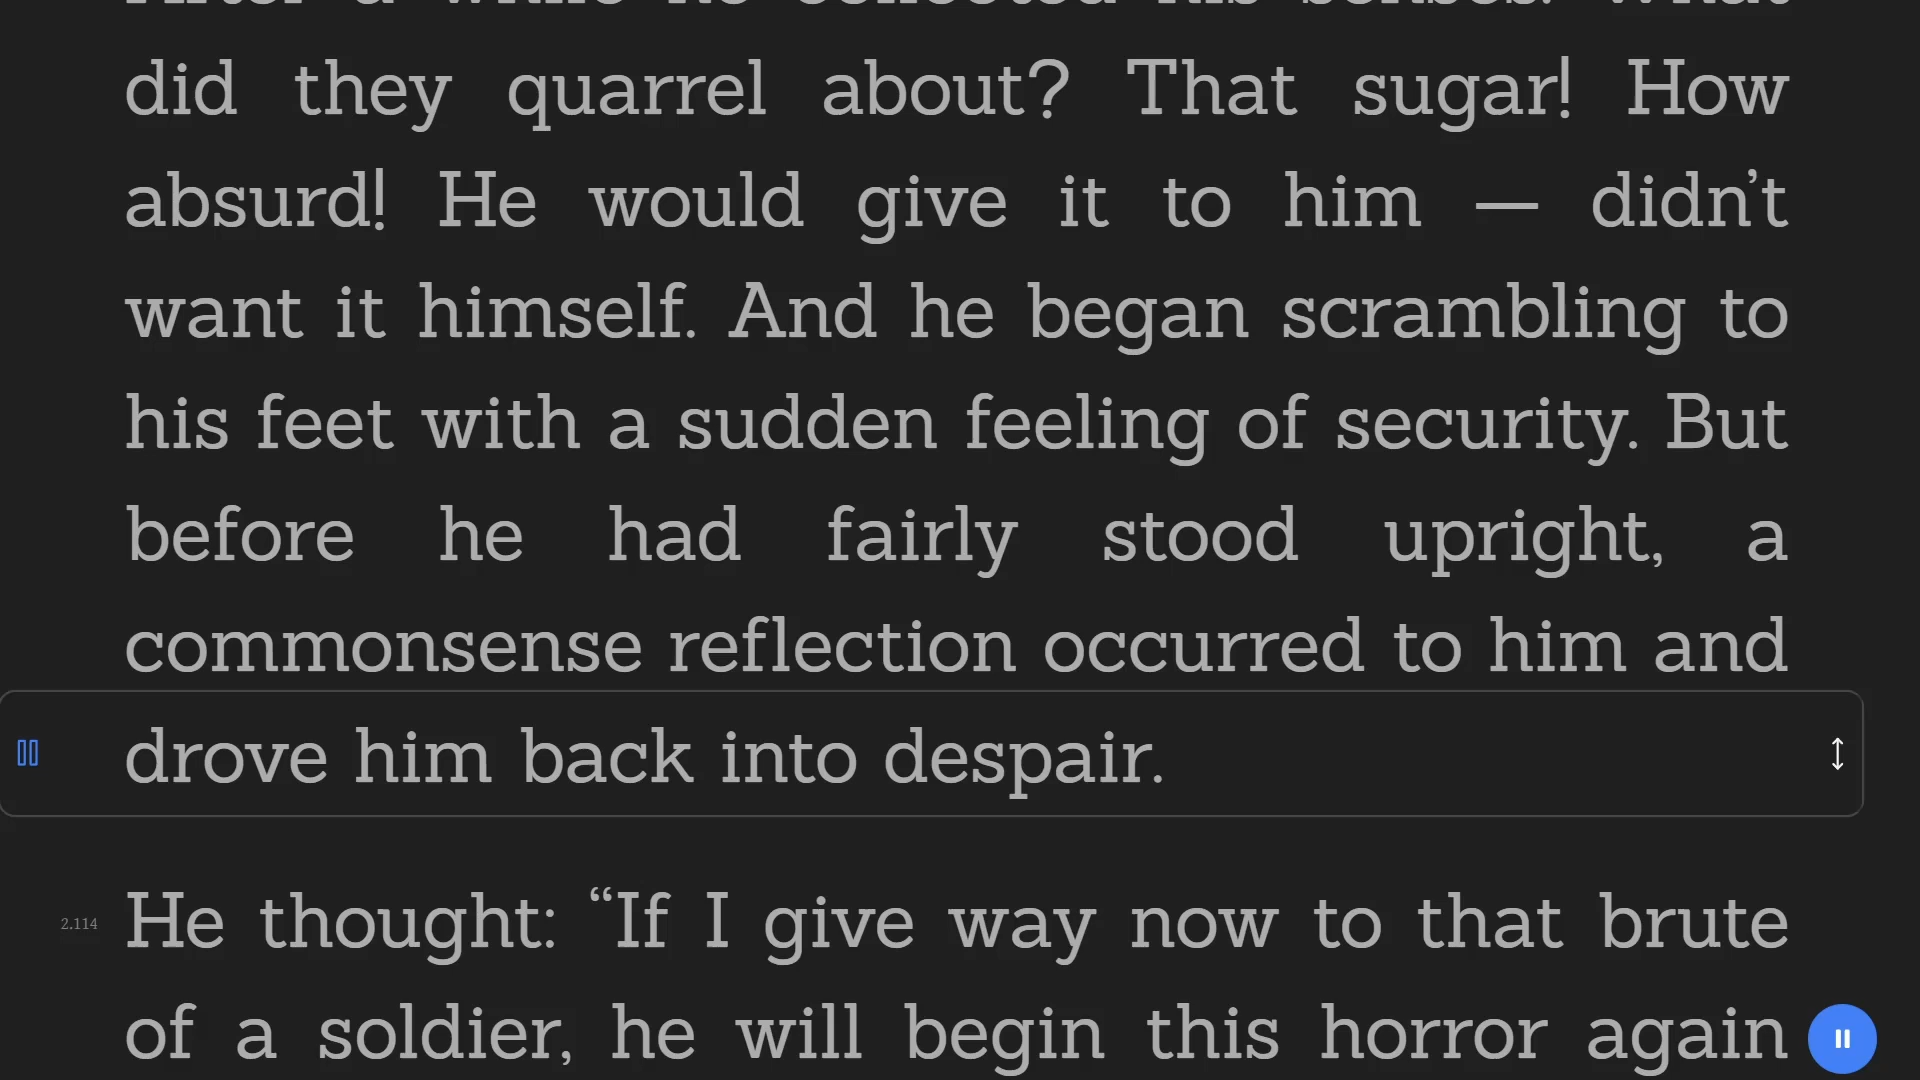 did they quarrel about? That sugar! How
absurd! He would give it to him — didn’t
want it himself. And he began scrambling to
his feet with a sudden feeling of security. But
before he had fairly stood upright, a
commonsense reflection occurred to him and
drove him back into despair.
2.114 He thought: “If I give way now to that brute
of a soldier, he will begin this horror again